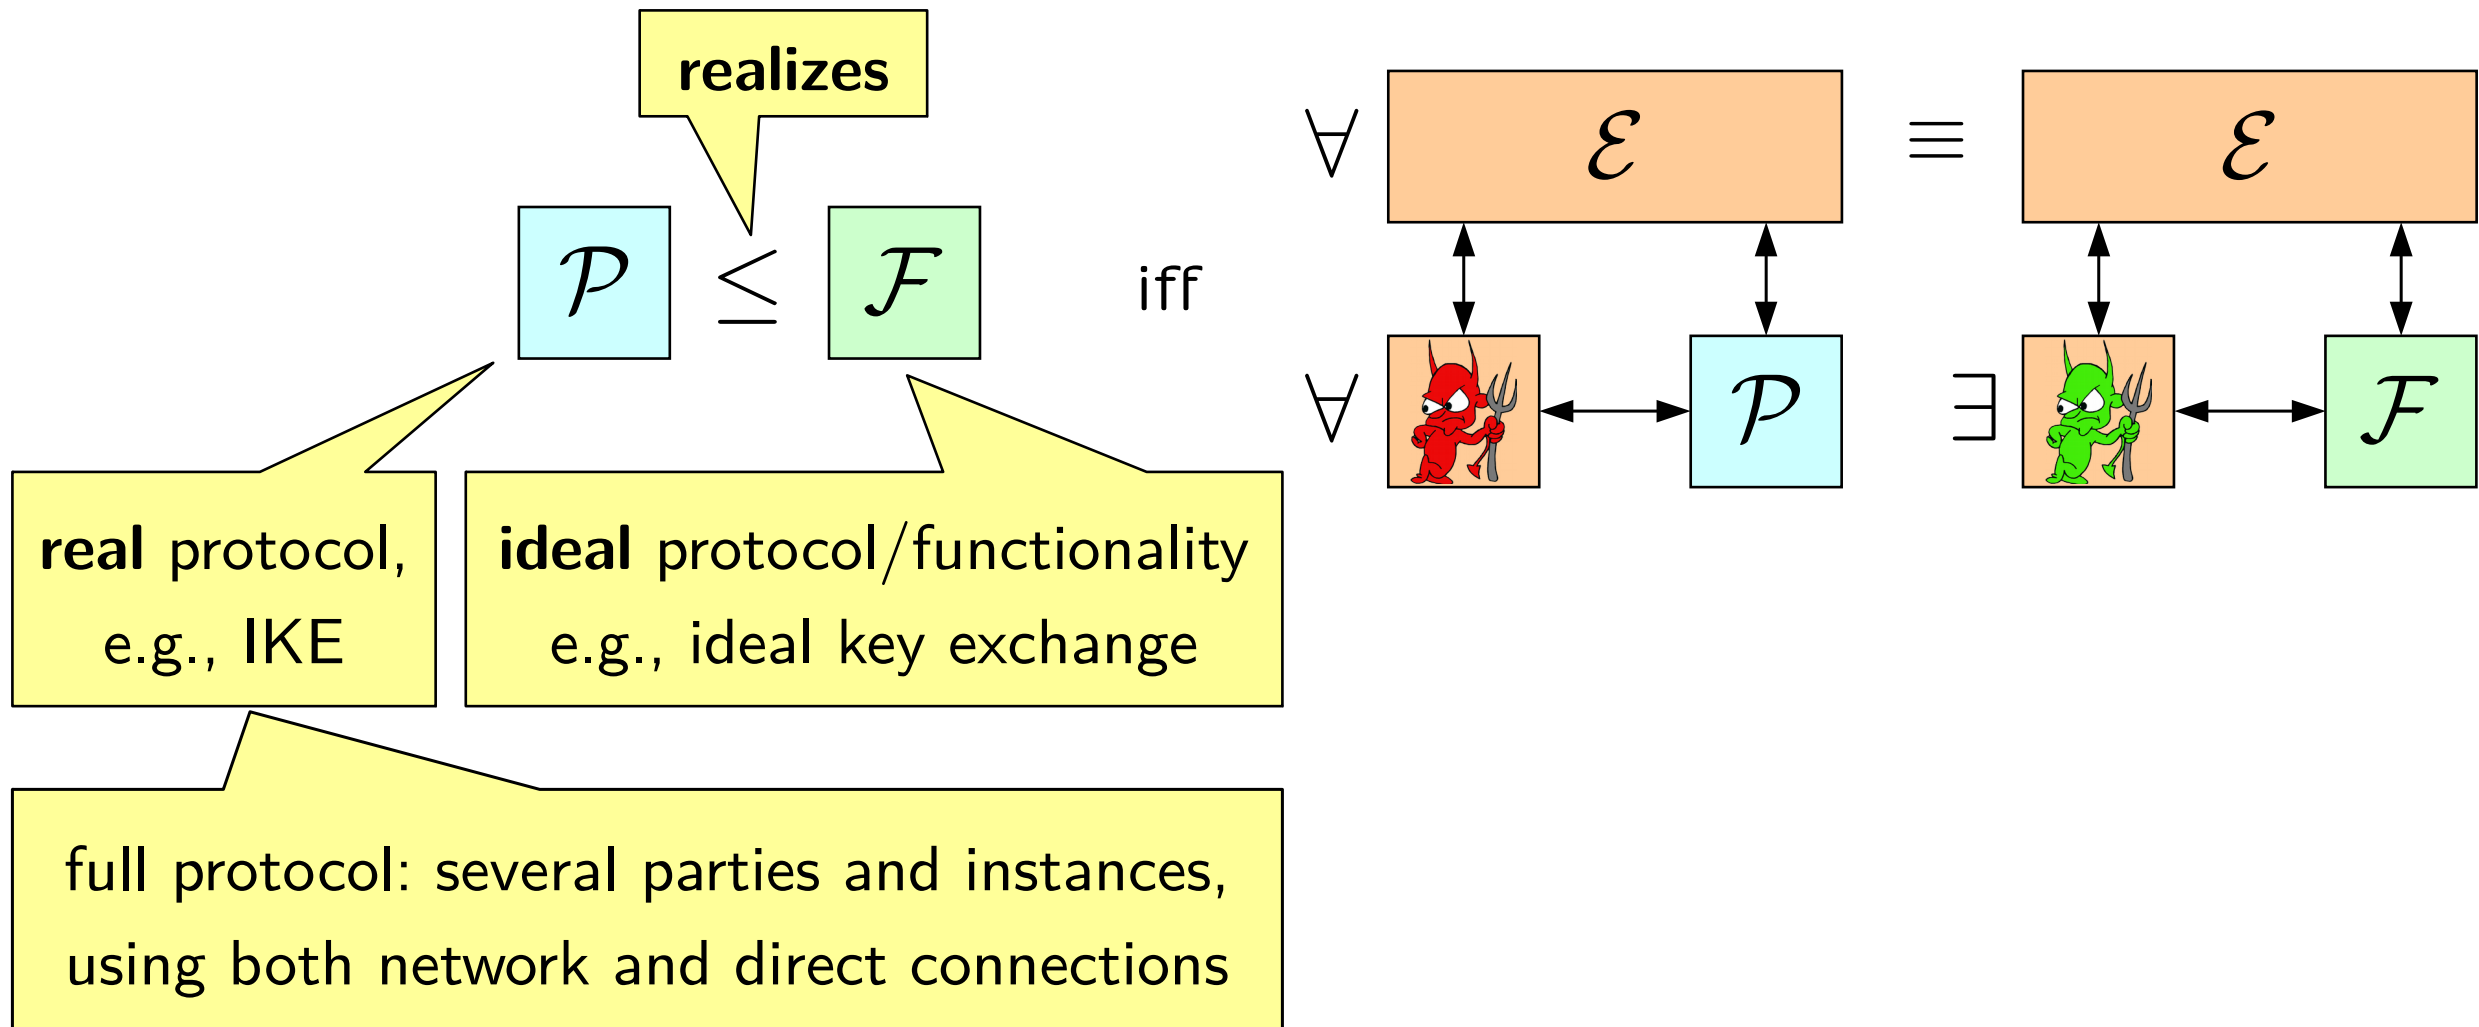 realizes
∀ ℰ ≡ ℰ
𝒫 ≤ ℱ iff
∀ 𝒫 ∃ ℱ
real protocol,
e.g., IKE
ideal protocol/functionality
e.g., ideal key exchange
full protocol: several parties and instances,
using both network and direct connections